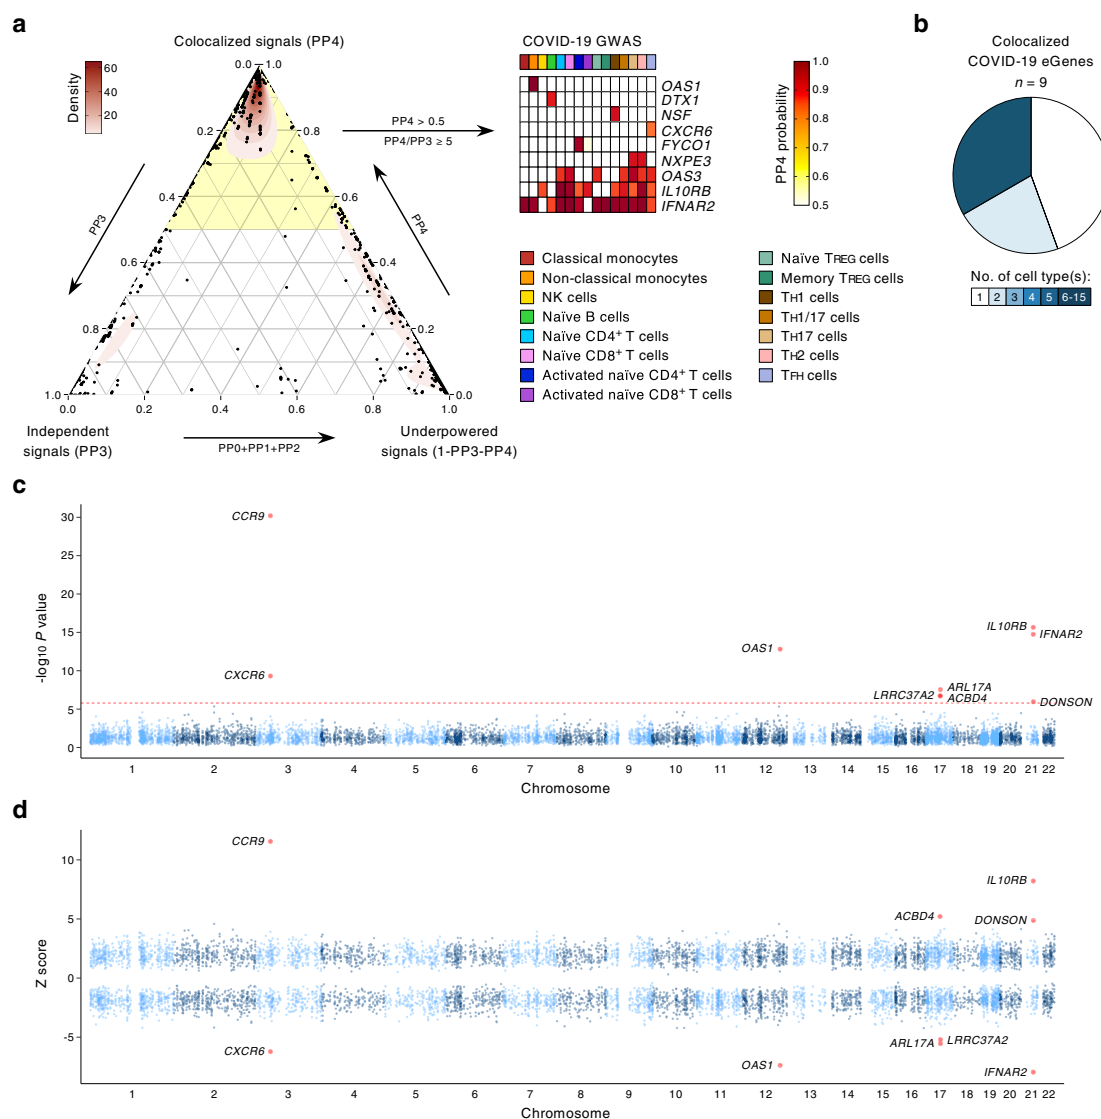 a
Colocalized signals (PP4)
Density
60
40
20
0.0
1.0
0.2
0.8
0.4
0.6
0.6
0.4
0.8
0.2
1.0
0.0
0.0
0.2
0.4
0.6
0.8
1.0
PP3
PP4
PP0+PP1+PP2
Independent
signals (PP3)
Underpowered
signals (1-PP3-PP4)
PP4 > 0.5
PP4/PP3 ≥ 5
COVID-19 GWAS
OAS1
DTX1
NSF
CXCR6
FYCO1
NXPE3
OAS3
IL10RB
IFNAR2
PP4 probability
1.0
0.9
0.8
0.7
0.6
0.5
Classical monocytes
Non-classical monocytes
NK cells
Naïve B cells
Naïve CD4⁺ T cells
Naïve CD8⁺ T cells
Activated naïve CD4⁺ T cells
Activated naïve CD8⁺ T cells
Naïve TREG cells
Memory TREG cells
TH1 cells
TH1/17 cells
TH17 cells
TH2 cells
TFH cells
b
Colocalized
COVID-19 eGenes
n = 9
No. of cell type(s):
1 2 3 4 5 6-15
c
-log10 P value
30
25
20
15
10
5
0
CCR9
CXCR6
OAS1
IL10RB
IFNAR2
ARL17A
LRRC37A2
ACBD4
DONSON
1 2 3 4 5 6 7 8 9 10 11 12 13 14 15 16 17 18 19 20 21 22
Chromosome
d
Z score
10
5
0
-5
CCR9
IL10RB
ACBD4
DONSON
CXCR6
OAS1
ARL17A
LRRC37A2
IFNAR2
1 2 3 4 5 6 7 8 9 10 11 12 13 14 15 16 17 18 19 20 21 22
Chromosome